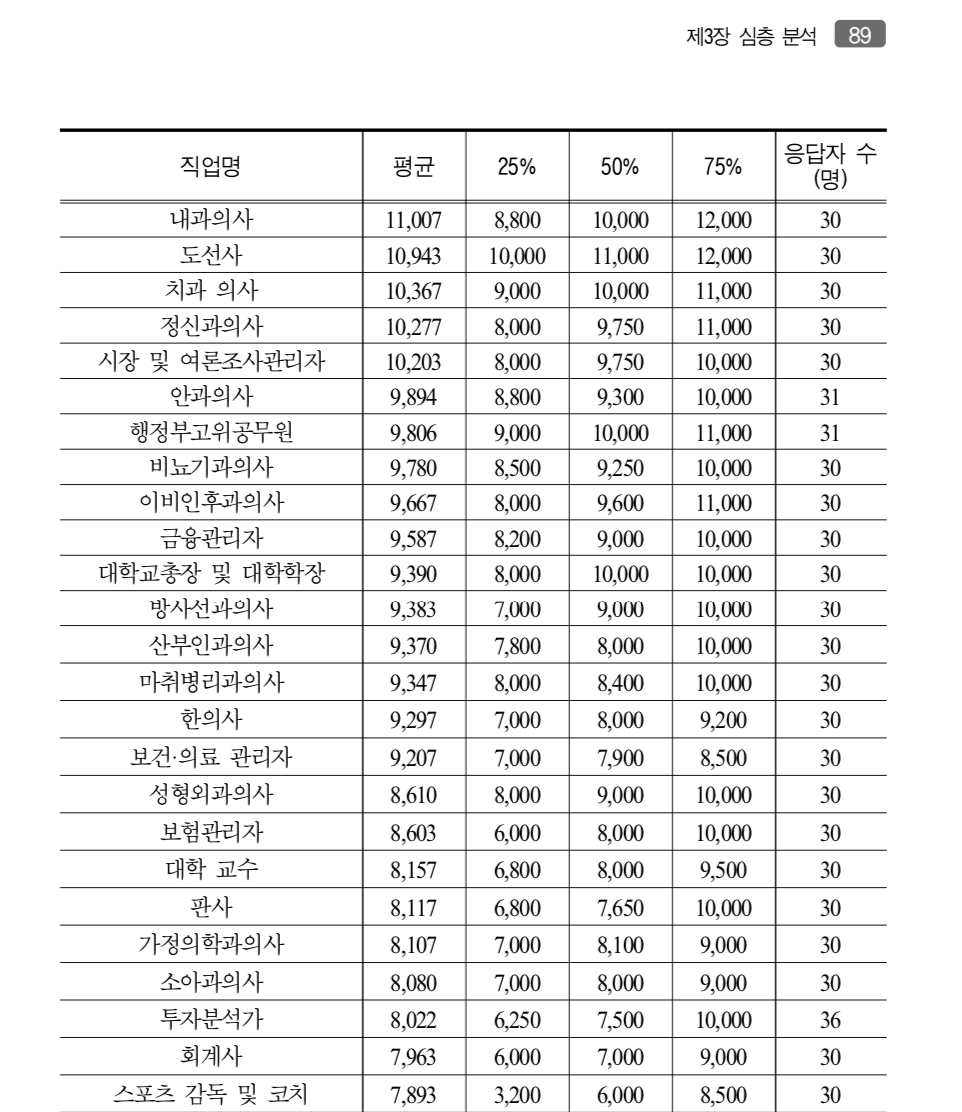 제3장 심층 분석 89
직업명 평균 25% 50% 75% 응답자 수
(명)
내과의사 11,007 8,800 10,000 12,000 30
도선사 10,943 10,000 11,000 12,000 30
치과 의사 10,367 9,000 10,000 11,000 30
정신과의사 10,277 8,000 9,750 11,000 30
시장 및 여론조사관리자 10,203 8,000 9,750 10,000 30
안과의사 9,894 8,800 9,300 10,000 31
행정부고위공무원 9,806 9,000 10,000 11,000 31
비뇨기과의사 9,780 8,500 9,250 10,000 30
이비인후과의사 9,667 8,000 9,600 11,000 30
금융관리자 9,587 8,200 9,000 10,000 30
대학교총장 및 대학학장 9,390 8,000 10,000 10,000 30
방사선과의사 9,383 7,000 9,000 10,000 30
산부인과의사 9,370 7,800 8,000 10,000 30
마취병리과의사 9,347 8,000 8,400 10,000 30
한의사 9,297 7,000 8,000 9,200 30
보건·의료 관리자 9,207 7,000 7,900 8,500 30
성형외과의사 8,610 8,000 9,000 10,000 30
보험관리자 8,603 6,000 8,000 10,000 30
대학 교수 8,157 6,800 8,000 9,500 30
판사 8,117 6,800 7,650 10,000 30
가정의학과의사 8,107 7,000 8,100 9,000 30
소아과의사 8,080 7,000 8,000 9,000 30
투자분석가 8,022 6,250 7,500 10,000 36
회계사 7,963 6,000 7,000 9,000 30
스포츠 감독 및 코치 7,893 3,200 6,000 8,500 30